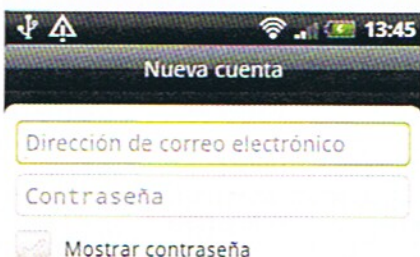 13:45
Nueva cuenta
Dirección de correo electrónico
Contraseña
Mostrar contraseña